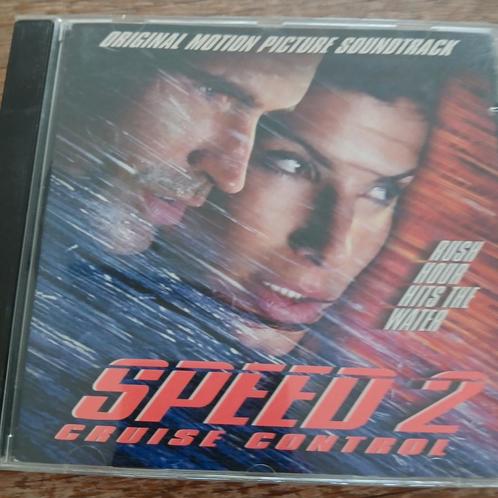 ORIGINAL MOTION PICTURE SOUNDTRACK
RUSH
HOUR
HITS THE
WATER
SPEED 2
CRUISE CONTROL